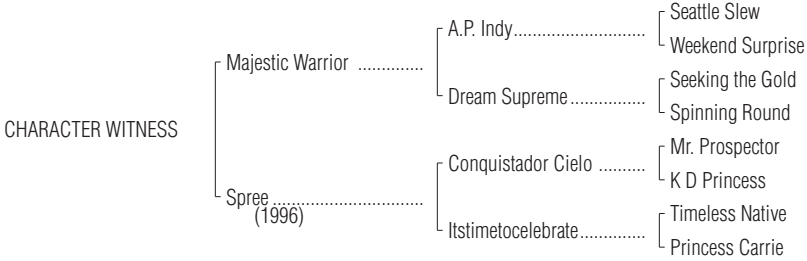 Seattle Slew
A.P. Indy..............................
Weekend Surprise
Majestic Warrior ..............
Seeking the Gold
Dream Supreme .................
Spinning Round
CHARACTER WITNESS
Mr. Prospector
Conquistador Cielo ..........
K D Princess
Spree ................................
(1996)
Timeless Native
Itstimetocelebrate..............
Princess Carrie